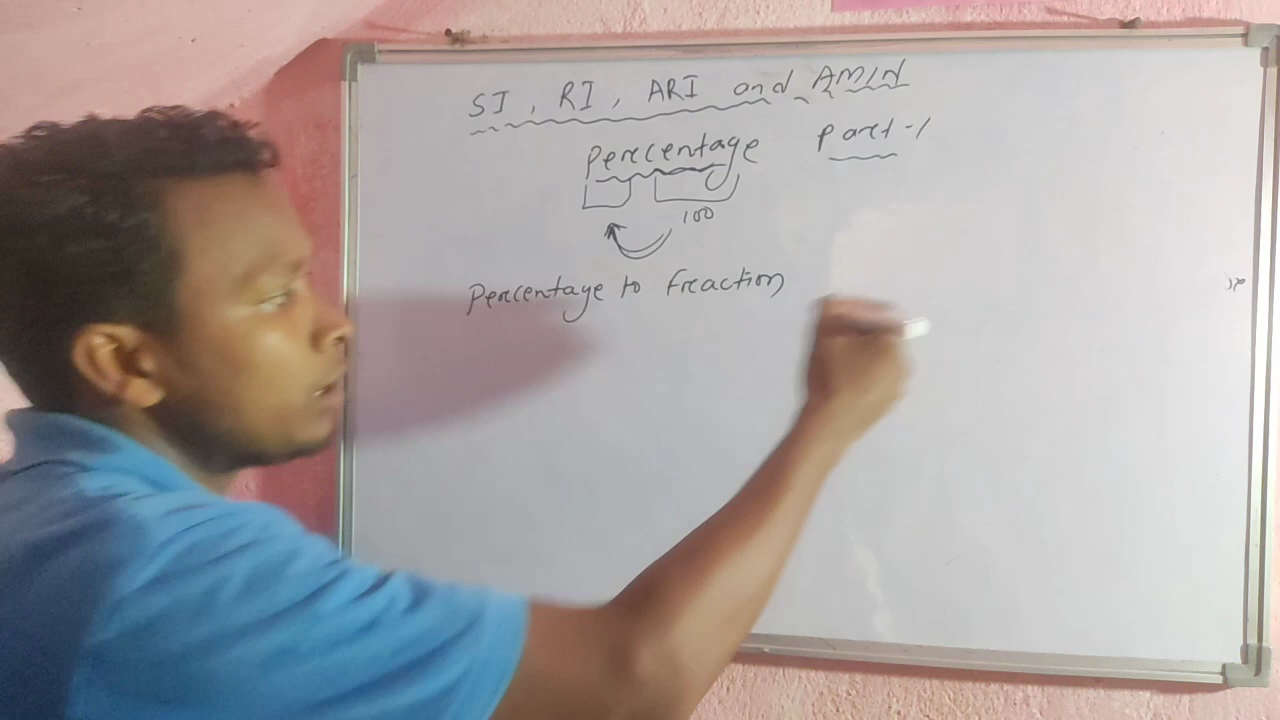 SI, RI, ARI and AMIN
Percentage Part-1
100
Percentage to fraction